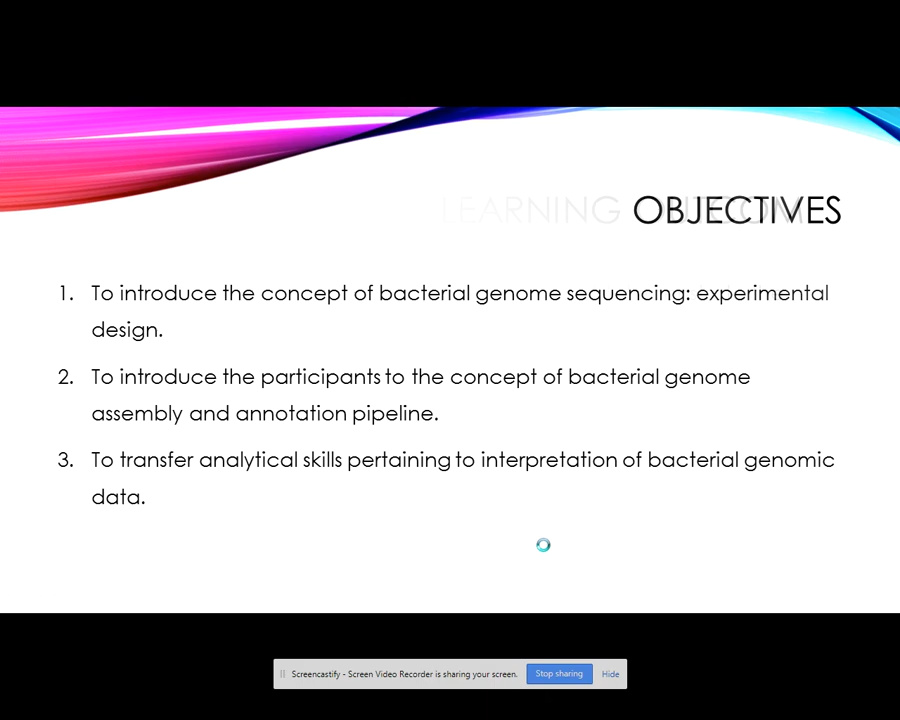 LEARNING OBJECTIVES
1. To introduce the concept of bacterial genome sequencing: experimental
design.
2. To introduce the participants to the concept of bacterial genome
assembly and annotation pipeline.
3. To transfer analytical skills pertaining to interpretation of bacterial genomic
data.
Screencastify - Screen Video Recorder is sharing your screen. Stop sharing Hide